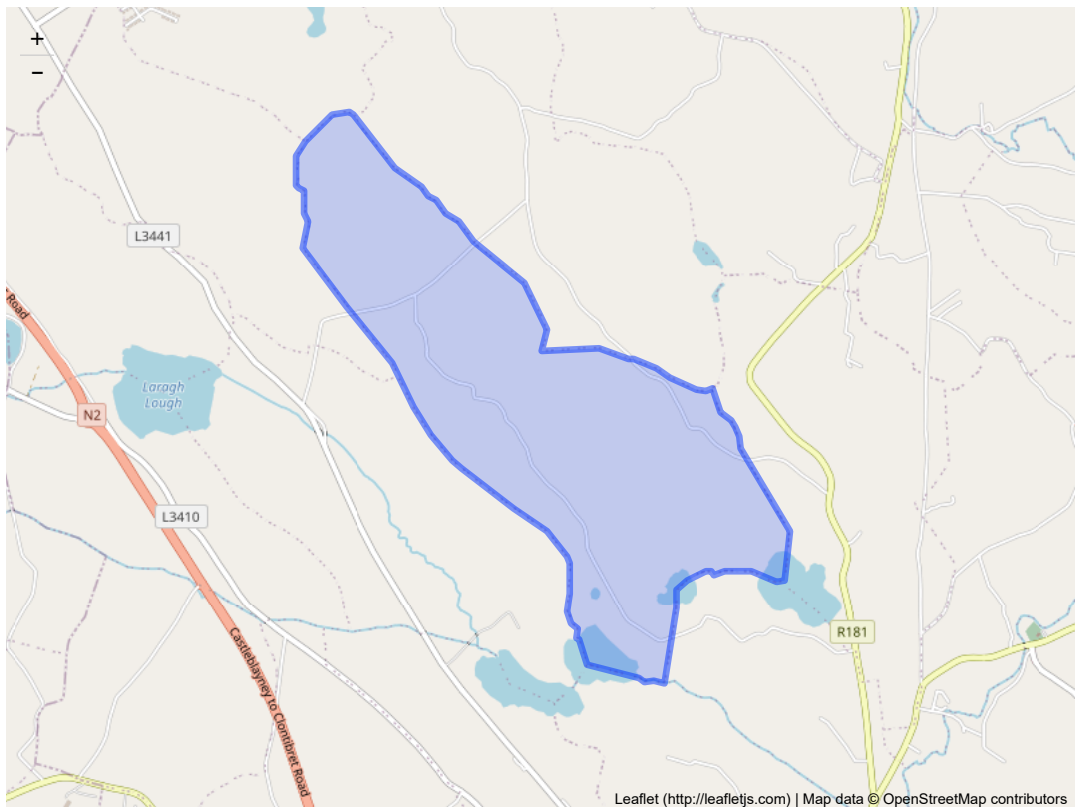 +
−
Road
L3441
Laragh
Lough
N2
L3410
Castleblayney to Clontibret Road
R181
Leaflet (http://leafletjs.com) | Map data © OpenStreetMap contributors